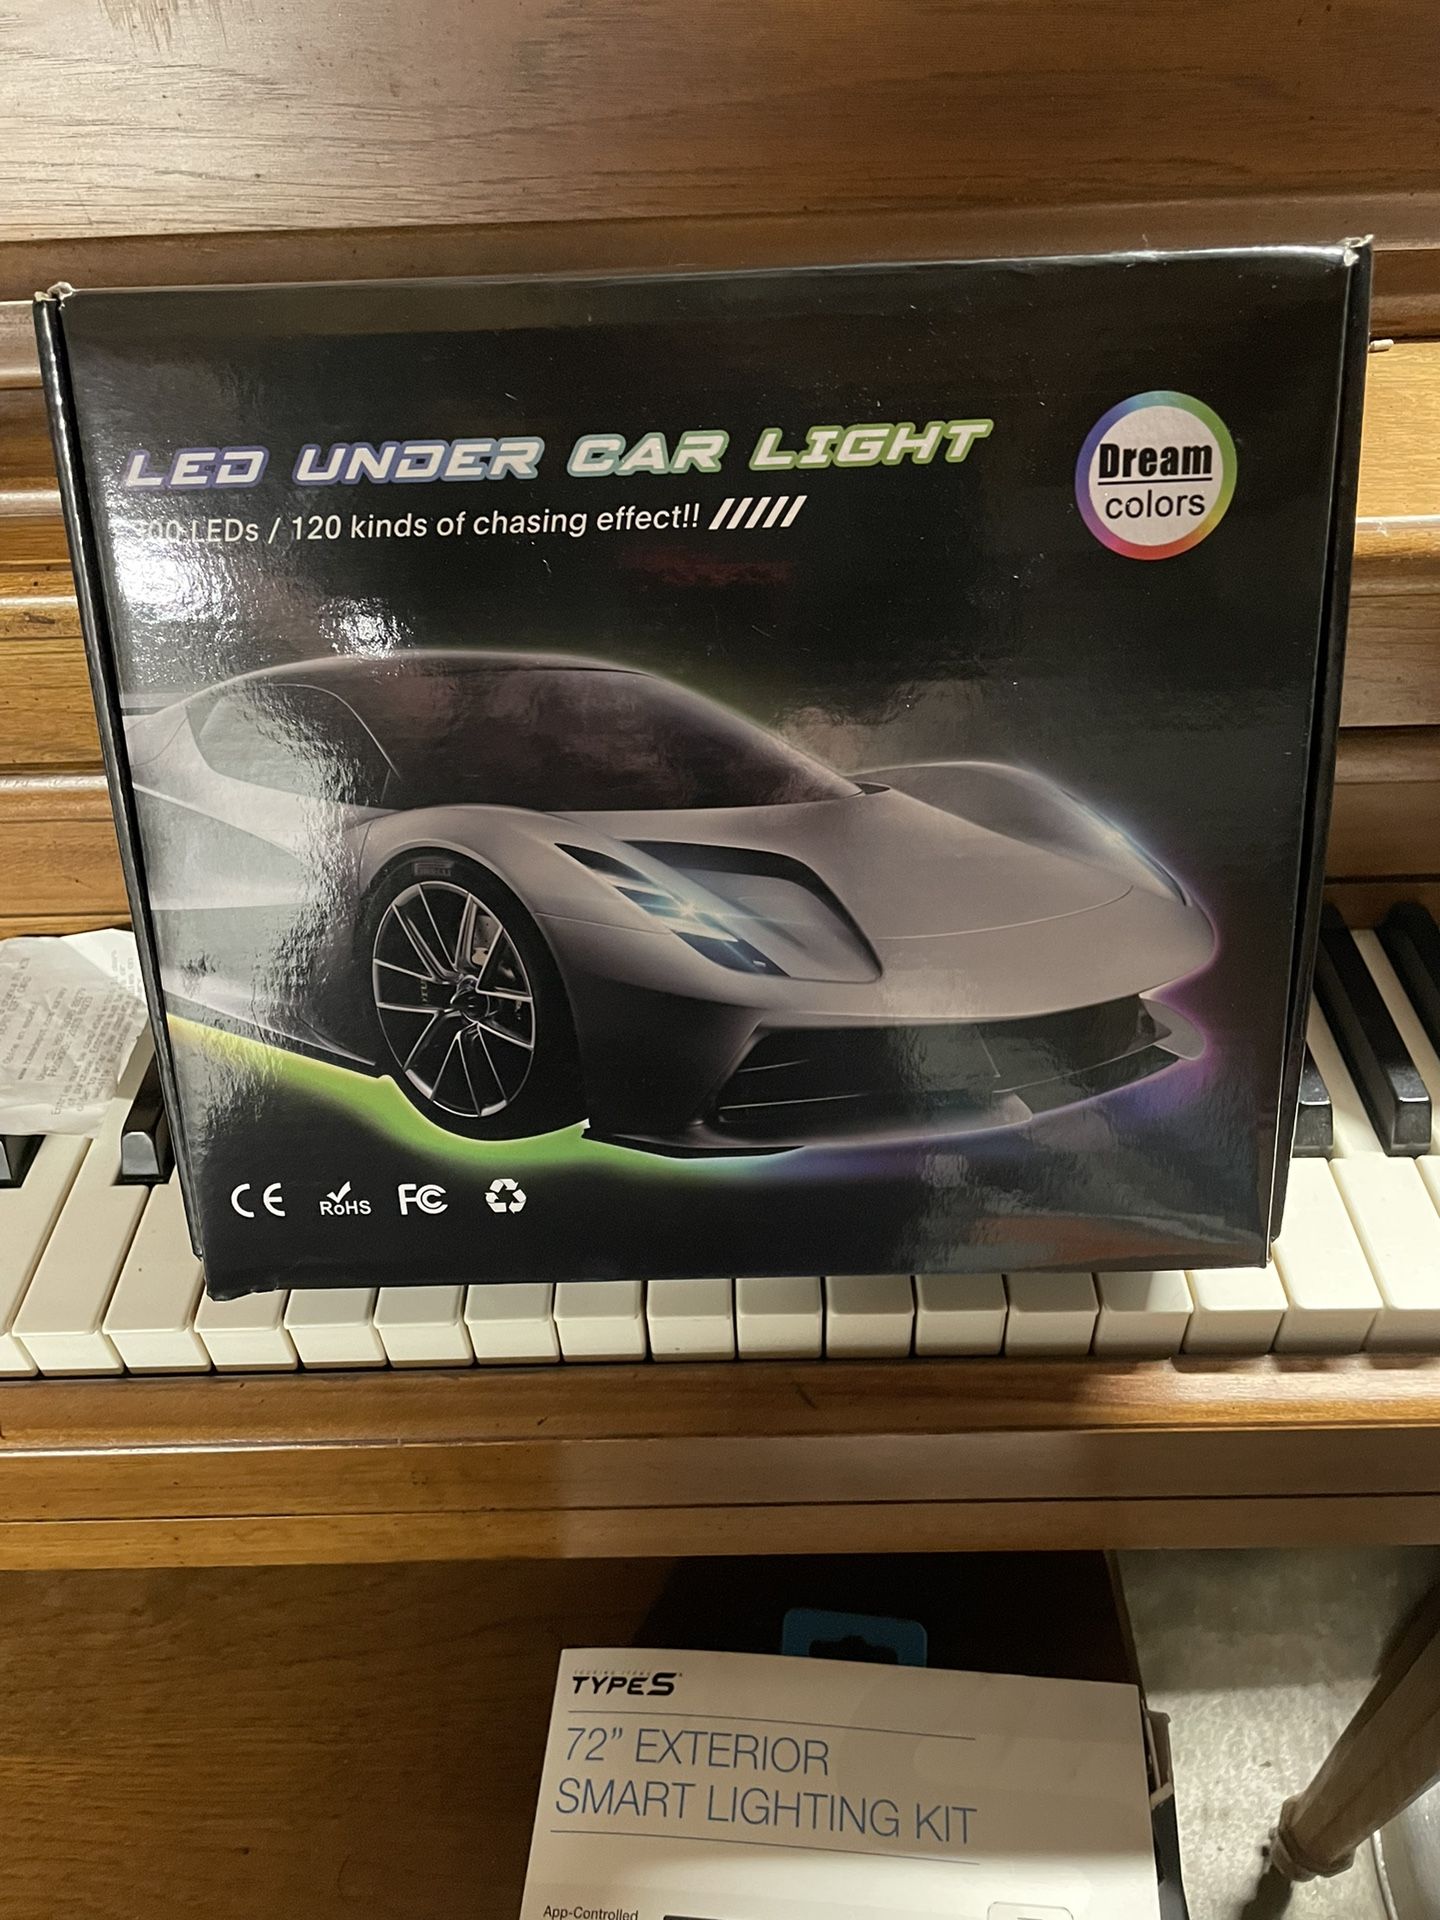 LED UNDER CAR LIGHT
LEDs / 120 kinds of chasing effect!!
Dream
colors
PIRELLI
CE RoHS FC
TYPE S
72” EXTERIOR
SMART LIGHTING KIT
App-Controlled